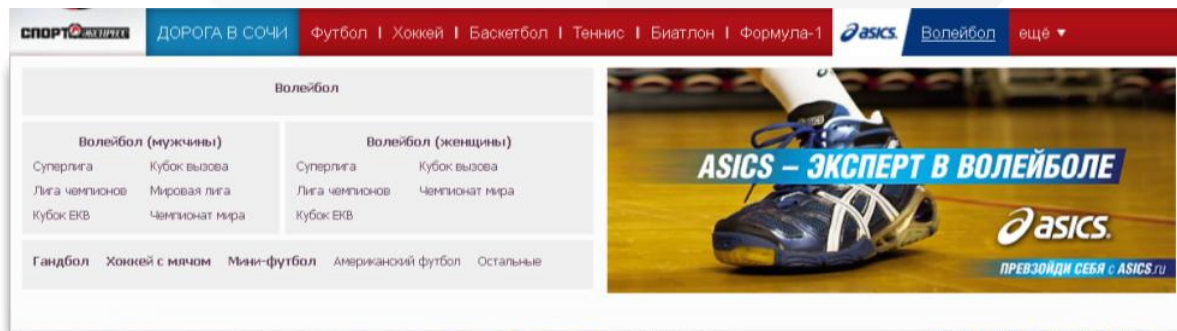 СПОРТ ЭКСПРЕСС ДОРОГА В СОЧИ Футбол | Хоккей | Баскетбол | Теннис | Биатлон | Формула-1 asics. Волейбол ещё ▼
Волейбол
Волейбол (мужчины)
Суперлига Кубок вызова
Лига чемпионов Мировая лига
Кубок ЕКВ Чемпионат мира
Волейбол (женщины)
Суперлига Кубок вызова
Лига чемпионов Чемпионат мира
Кубок ЕКВ
Гандбол Хоккей с мячом Мини-футбол Американский футбол Остальные
ASICS – ЭКСПЕРТ В ВОЛЕЙБОЛЕ
asics.
ПРЕВЗОЙДИ СЕБЯ с ASICS.ru